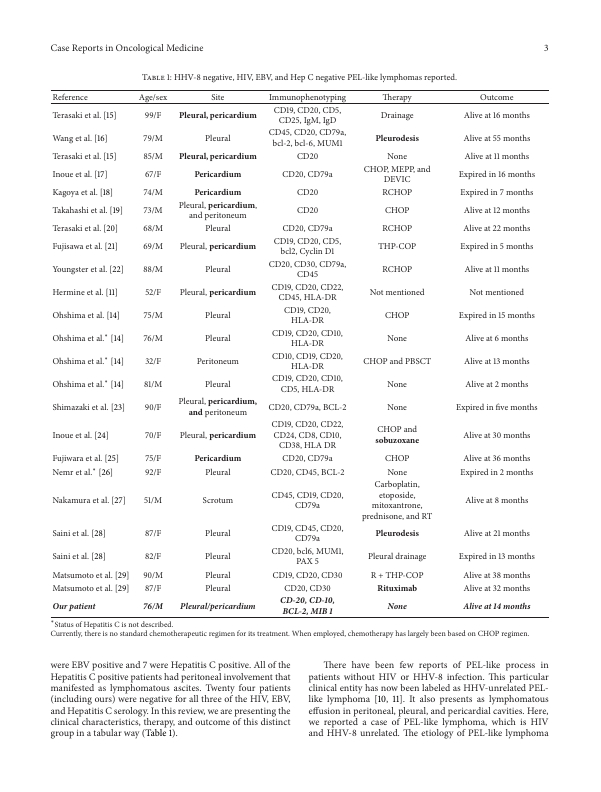 Case Reports in Oncological Medicine 3
Table 1: HHV-8 negative, HIV, EBV, and Hep C negative PEL-like lymphomas reported.
Reference Age/sex Site Immunophenotyping Therapy Outcome
Terasaki et al. [15] 99/F Pleural, pericardium CD19, CD20, CD5, CD25, IgM, IgD Drainage Alive at 16 months
Wang et al. [16] 79/M Pleural CD45, CD20, CD79a, bcl-2, bcl-6, MUM1 Pleurodesis Alive at 55 months
Terasaki et al. [15] 85/M Pleural, pericardium CD20 None Alive at 11 months
Inoue et al. [17] 67/F Pericardium CD20, CD79a CHOP, MEPP, and DEVIC Expired in 16 months
Kagoya et al. [18] 74/M Pericardium CD20 RCHOP Expired in 7 months
Takahashi et al. [19] 73/M Pleural, pericardium, and peritoneum CD20 CHOP Alive at 12 months
Terasaki et al. [20] 68/M Pleural CD20, CD79a RCHOP Alive at 22 months
Fujisawa et al. [21] 69/M Pleural, pericardium CD19, CD20, CD5, bcl2, Cyclin D1 THP-COP Expired in 5 months
Youngster et al. [22] 88/M Pleural CD20, CD30, CD79a, CD45 RCHOP Alive at 11 months
Hermine et al. [11] 52/F Pleural, pericardium CD19, CD20, CD22, CD45, HLA-DR Not mentioned Not mentioned
Ohshima et al. [14] 75/M Pleural CD19, CD20, HLA-DR CHOP Expired in 15 months
Ohshima et al.* [14] 76/M Pleural CD19, CD20, CD10, HLA-DR None Alive at 6 months
Ohshima et al.* [14] 32/F Peritoneum CD10, CD19, CD20, HLA-DR CHOP and PBSCT Alive at 13 months
Ohshima et al.* [14] 81/M Pleural CD19, CD20, CD10, CD5, HLA-DR None Alive at 2 months
Shimazaki et al. [23] 90/F Pleural, pericardium, and peritoneum CD20, CD79a, BCL-2 None Expired in five months
Inoue et al. [24] 70/F Pleural, pericardium CD19, CD20, CD22, CD24, CD8, CD10, CD38, HLA DR CHOP and sobuzoxane Alive at 30 months
Fujiwara et al. [25] 75/F Pericardium CD20, CD79a CHOP Alive at 36 months
Nemr et al.* [26] 92/F Pleural CD20, CD45, BCL-2 None Expired in 2 months
Nakamura et al. [27] 51/M Scrotum CD45, CD19, CD20, CD79a Carboplatin, etoposide, mitoxantrone, prednisone, and RT Alive at 8 months
Saini et al. [28] 87/F Pleural CD19, CD45, CD20, CD79a Pleurodesis Alive at 21 months
Saini et al. [28] 82/F Pleural CD20, bcl6, MUM1, PAX 5 Pleural drainage Expired in 13 months
Matsumoto et al. [29] 90/M Pleural CD19, CD20, CD30 R + THP-COP Alive at 38 months
Matsumoto et al. [29] 87/F Pleural CD20, CD30 Rituximab Alive at 32 months
Our patient 76/M Pleural/pericardium CD-20, CD-10, BCL-2, MIB 1 None Alive at 14 months
*Status of Hepatitis C is not described.
Currently, there is no standard chemotherapeutic regimen for its treatment. When employed, chemotherapy has largely been based on CHOP regimen.
were EBV positive and 7 were Hepatitis C positive. All of the
Hepatitis C positive patients had peritoneal involvement that
manifested as lymphomatous ascites. Twenty four patients
(including ours) were negative for all three of the HIV, EBV,
and Hepatitis C serology. In this review, we are presenting the
clinical characteristics, therapy, and outcome of this distinct
group in a tabular way (Table 1).
There have been few reports of PEL-like process in
patients without HIV or HHV-8 infection. This particular
clinical entity has now been labeled as HHV-unrelated PEL-
like lymphoma [10, 11]. It also presents as lymphomatous
effusion in peritoneal, pleural, and pericardial cavities. Here,
we reported a case of PEL-like lymphoma, which is HIV
and HHV-8 unrelated. The etiology of PEL-like lymphoma